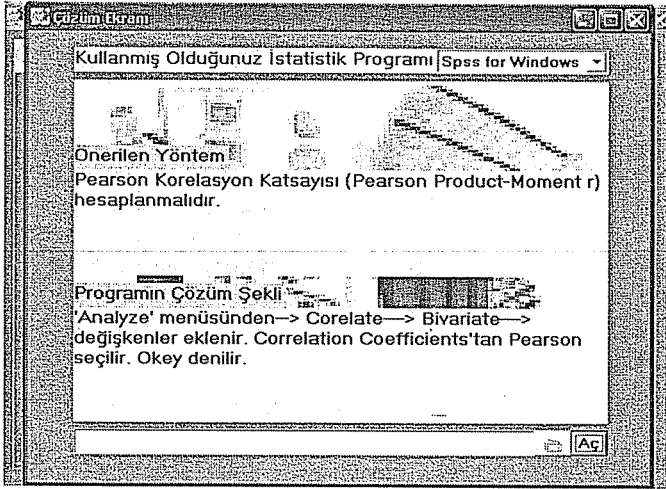 Çözüm Ekranı
Kullanmış Olduğunuz İstatistik Programı Spss for Windows
Önerilen Yöntem
Pearson Korelasyon Katsayısı (Pearson Product-Moment r)
hesaplanmalıdır.
Programın Çözüm Şekli
'Analyze' menüsünden—> Corelate—> Bivariate—>
değişkenler eklenir. Correlation Coefficients'tan Pearson
seçilir. Okey denilir.
Aç